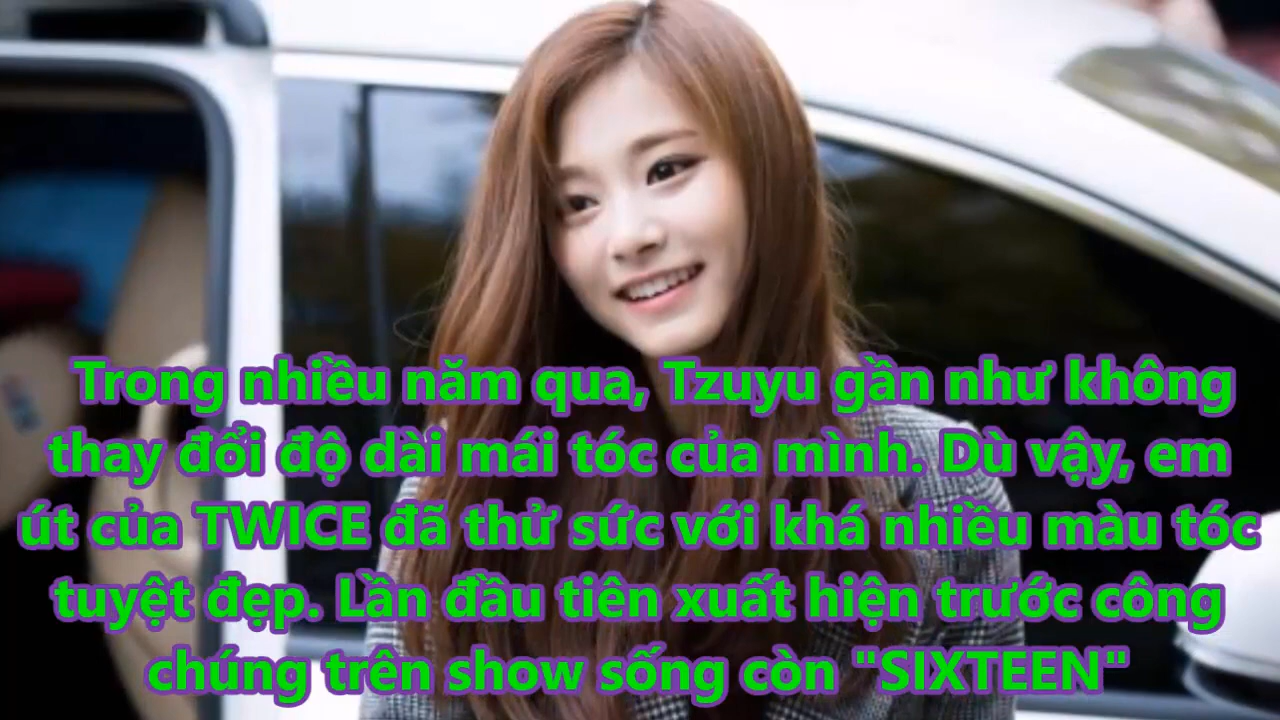 Trong nhiều năm qua, Tzuyu gần như không
thay đổi độ dài mái tóc của mình. Dù vậy, em
út của TWICE đã thử sức với khá nhiều màu tóc
tuyệt đẹp. Lần đầu tiên xuất hiện trước công
chúng trên show sống còn "SIXTEEN"